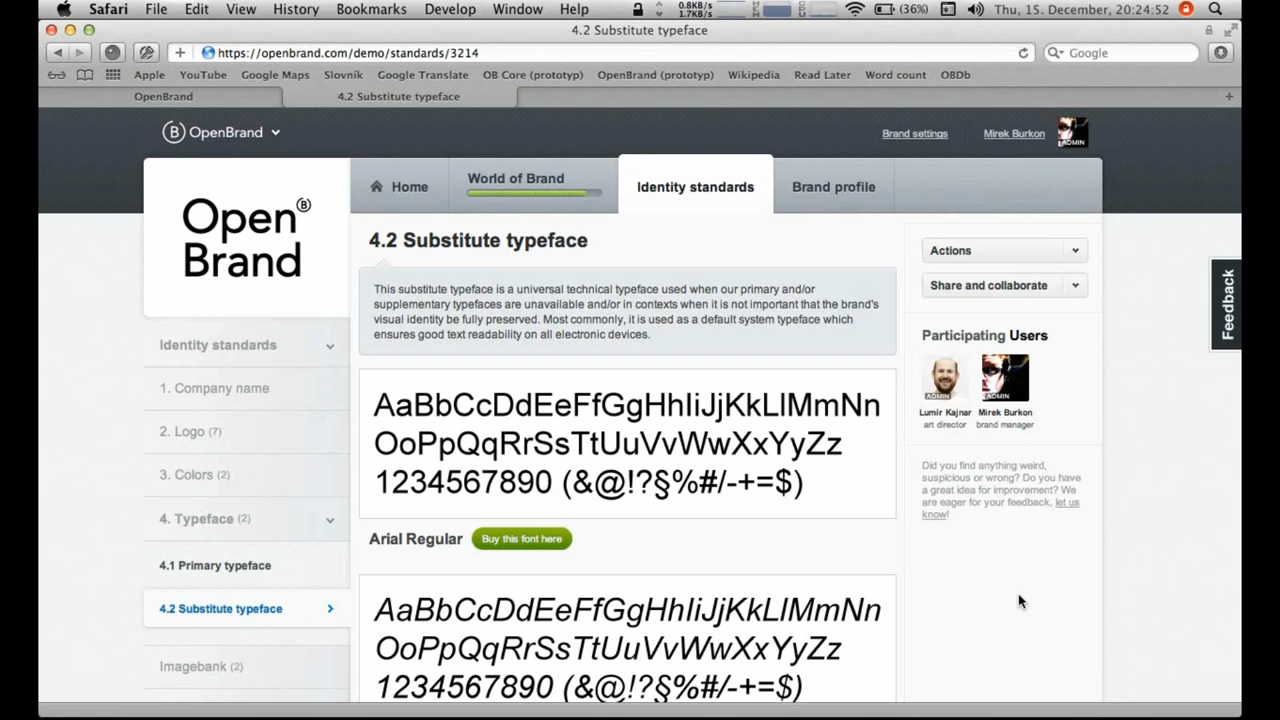 Safari File Edit View History Bookmarks Develop Window Help 0.8KB/s 1.7KB/s (36%) Thu, 15. December, 20:24:52
4.2 Substitute typeface
https://openbrand.com/demo/standards/3214 Google
Apple YouTube Google Maps Slovník Google Translate OB Core (prototyp) OpenBrand (prototyp) Wikipedia Read Later Word count OBDb
OpenBrand 4.2 Substitute typeface
B OpenBrand Brand settings Mirek Burkon ADMIN
Home World of Brand Identity standards Brand profile
Open B
Brand
Identity standards
1. Company name
2. Logo (7)
3. Colors (2)
4. Typeface (2)
4.1 Primary typeface
4.2 Substitute typeface
Imagebank (2)
4.2 Substitute typeface
This substitute typeface is a universal technical typeface used when our primary and/or
supplementary typefaces are unavailable and/or in contexts when it is not important that the brand's
visual identity be fully preserved. Most commonly, it is used as a default system typeface which
ensures good text readability on all electronic devices.
AaBbCcDdEeFfGgHhIiJjKkLlMmNn
OoPpQqRrSsTtUuVvWwXxYyZz
1234567890 (&@!?§%#/-+=$)
Arial Regular Buy this font here
AaBbCcDdEeFfGgHhIiJjKkLlMmNn
OoPpQqRrSsTtUuVvWwXxYyZz
1234567890 (&@!?§%#/-+=$)
Actions
Share and collaborate
Participating Users
ADMIN ADMIN
Lumír Kajnar Mirek Burkon
art director brand manager
Did you find anything weird,
suspicious or wrong? Do you have
a great idea for improvement? We
are eager for your feedback, let us
know!
Feedback